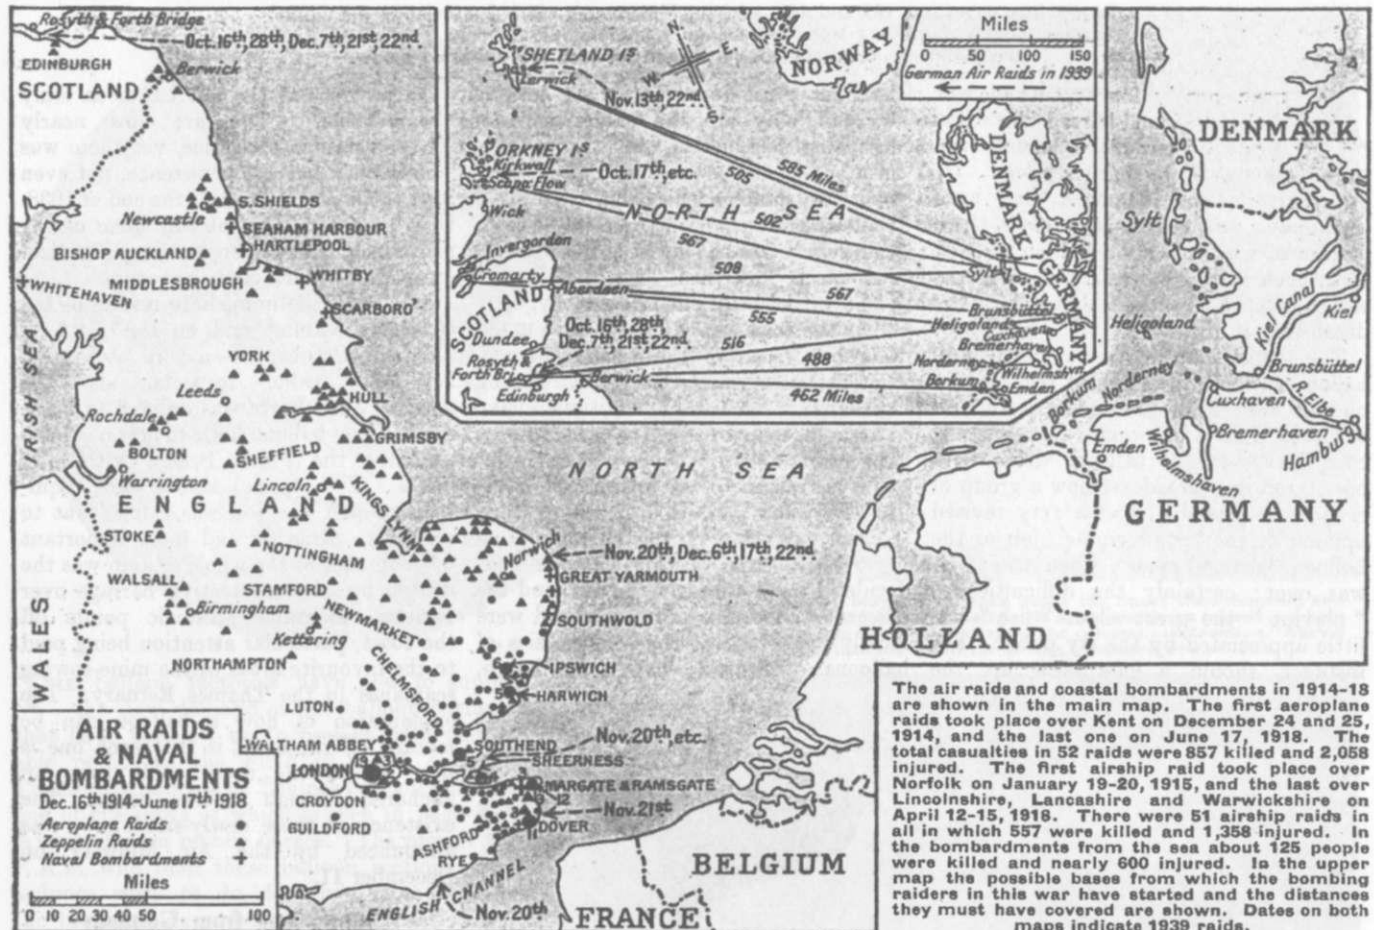 Rosyth & Forth Bridge
Oct. 16th, 28th, Dec. 7th, 21st, 22nd.
EDINBURGH
Berwick
SCOTLAND
Newcastle
S. SHIELDS
SEAHAM HARBOUR
HARTLEPOOL
BISHOP AUCKLAND
MIDDLESBROUGH
WHITBY
WHITEHAVEN
SCARBORO'
IRISH SEA
YORK
Leeds
HULL
Rochdale
GRIMSBY
BOLTON
SHEFFIELD
Warrington
Lincoln
KINGS LYNN
ENGLAND
STOKE
NOTTINGHAM
Norwich
Nov. 20th, Dec. 6th, 17th, 22nd
GREAT YARMOUTH
WALSALL
STAMFORD
Birmingham
NEWMARKET
SOUTHWOLD
Kettering
WALES
NORTHAMPTON
CHELMSFORD
IPSWICH
6
5
HARWICH
LUTON
WALTHAM ABBEY
SOUTHEND
5
Nov. 20th, etc.
SHEERNESS
LONDON
19
3
MARGATE & RAMSGATE
3
9
12
CROYDON
Nov. 21st
GUILDFORD
DOVER
ASHFORD
RYE
ENGLISH CHANNEL
Nov. 20th
FRANCE
BELGIUM
HOLLAND
NORTH SEA
AIR RAIDS
& NAVAL
BOMBARDMENTS
Dec. 16th 1914–June 17th 1918
Aeroplane Raids
Zeppelin Raids
Naval Bombardments
Miles
0 10 20 30 40 50 100
SHETLAND Is
Lerwick
Nov. 13th, 22nd
N.
E.
S.
W.
NORWAY
Miles
0 50 100 150
German Air Raids in 1939
ORKNEY Is
Kirkwall
Scapa Flow
Oct. 17th, etc.
585 Miles
505
NORTH SEA
502
567
508
567
555
516
488
462 Miles
Wick
Invergordon
Cromarty
Aberdeen
SCOTLAND
Oct. 16th, 28th,
Dec. 7th, 21st, 22nd.
Dundee
Rosyth &
Forth Bridge
Berwick
Edinburgh
DENMARK
Sylt
GERMANY
Brunsbüttel
Heligoland
Cuxhaven
Bremerhaven
Norderney
Wilhelmshvn
Borkum
Emden
DENMARK
Sylt
Heligoland
Kiel Canal
Kiel
Brunsbüttel
R. Elbe
Cuxhaven
Bremerhaven
Hamburg
Borkum
Norderney
Emden
Wilhelmshaven
GERMANY
The air raids and coastal bombardments in 1914-18
are shown in the main map. The first aeroplane
raids took place over Kent on December 24 and 25,
1914, and the last one on June 17, 1918. The
total casualties in 52 raids were 857 killed and 2,058
injured. The first airship raid took place over
Norfolk on January 19-20, 1915, and the last over
Lincolnshire, Lancashire and Warwickshire on
April 12-15, 1918. There were 51 airship raids in
all in which 557 were killed and 1,358 injured. In
the bombardments from the sea about 125 people
were killed and nearly 600 injured. In the upper
map the possible bases from which the bombing
raiders in this war have started and the distances
they must have covered are shown. Dates on both
maps indicate 1939 raids.